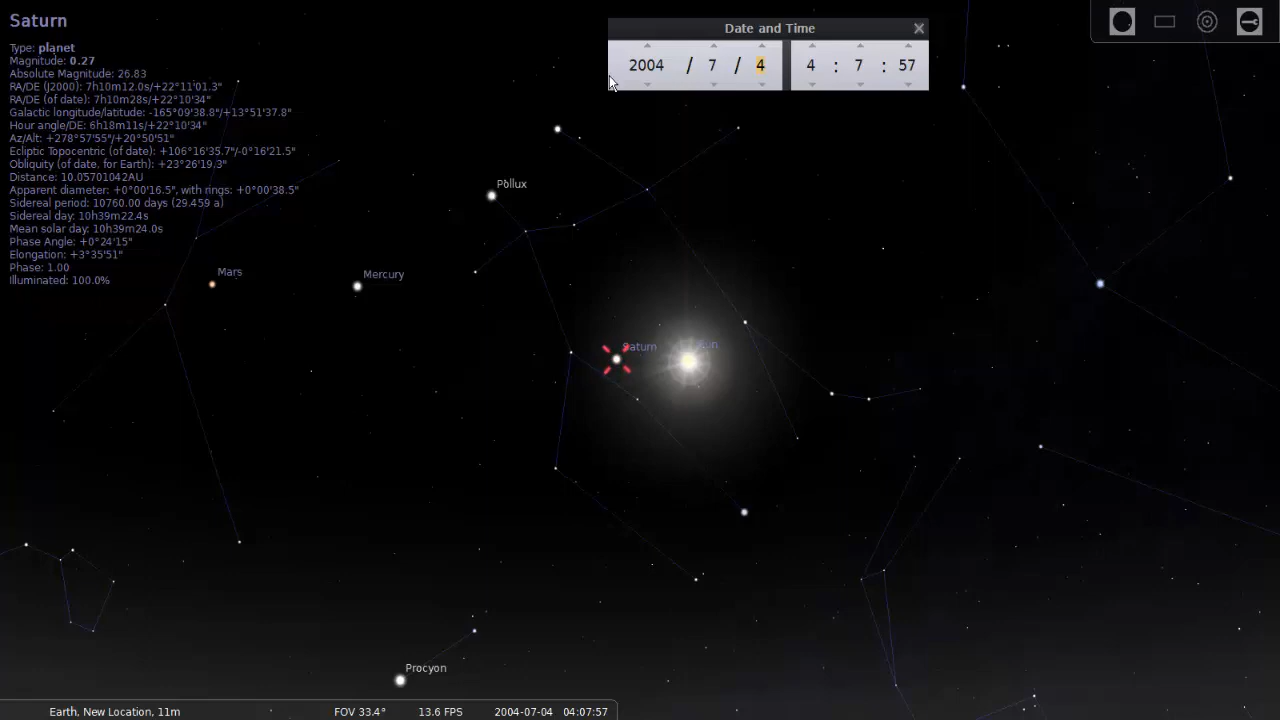 Saturn
Type: planet
Magnitude: 0.27
Absolute Magnitude: 26.83
RA/DE (J2000): 7h10m12.0s/+22°11'01.3"
RA/DE (of date): 7h10m28s/+22°10'34"
Galactic longitude/latitude: -165°09'38.8"/+13°51'37.8"
Hour angle/DE: 6h18m11s/+22°10'34"
Az/Alt: +278°57'55"/+20°50'51"
Ecliptic Topocentric (of date): +106°16'35.7"/-0°16'21.5"
Obliquity (of date, for Earth): +23°26'19.3"
Distance: 10.05701042AU
Apparent diameter: +0°00'16.5", with rings: +0°00'38.5"
Sidereal period: 10760.00 days (29.459 a)
Sidereal day: 10h39m22.4s
Mean solar day: 10h39m24.0s
Phase Angle: +0°24'15"
Elongation: +3°35'51"
Phase: 1.00
Illuminated: 100.0%
Date and Time
2004 / 7 / 4 4 : 7 : 57
Pollux
Mars
Mercury
Saturn
Sun
Procyon
Earth, New Location, 11m FOV 33.4° 13.6 FPS 2004-07-04 04:07:57